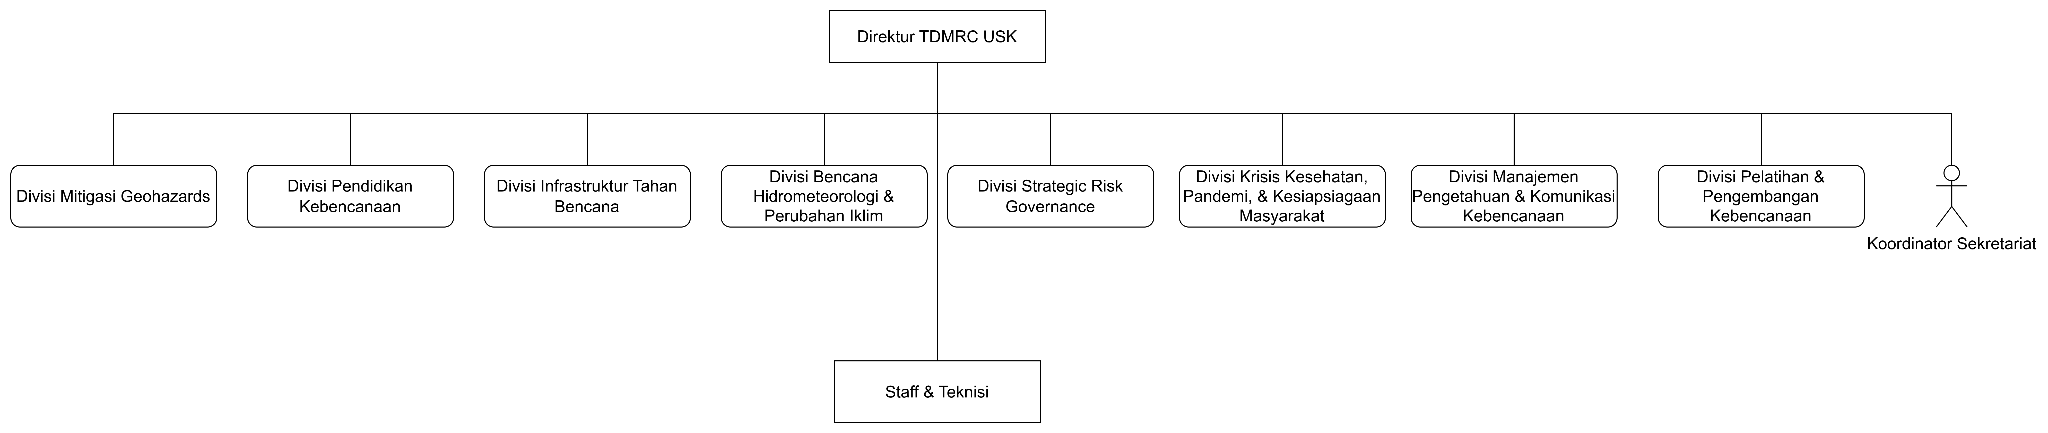 Direktur TDMRC USK
Divisi Mitigasi Geohazards
Divisi Pendidikan
Kebencanaan
Divisi Infrastruktur Tahan
Bencana
Divisi Bencana
Hidrometeorologi &
Perubahan Iklim
Divisi Strategic Risk
Governance
Divisi Krisis Kesehatan,
Pandemi, & Kesiapsiagaan
Masyarakat
Divisi Manajemen
Pengetahuan & Komunikasi
Kebencanaan
Divisi Pelatihan &
Pengembangan
Kebencanaan
Koordinator Sekretariat
Staff & Teknisi